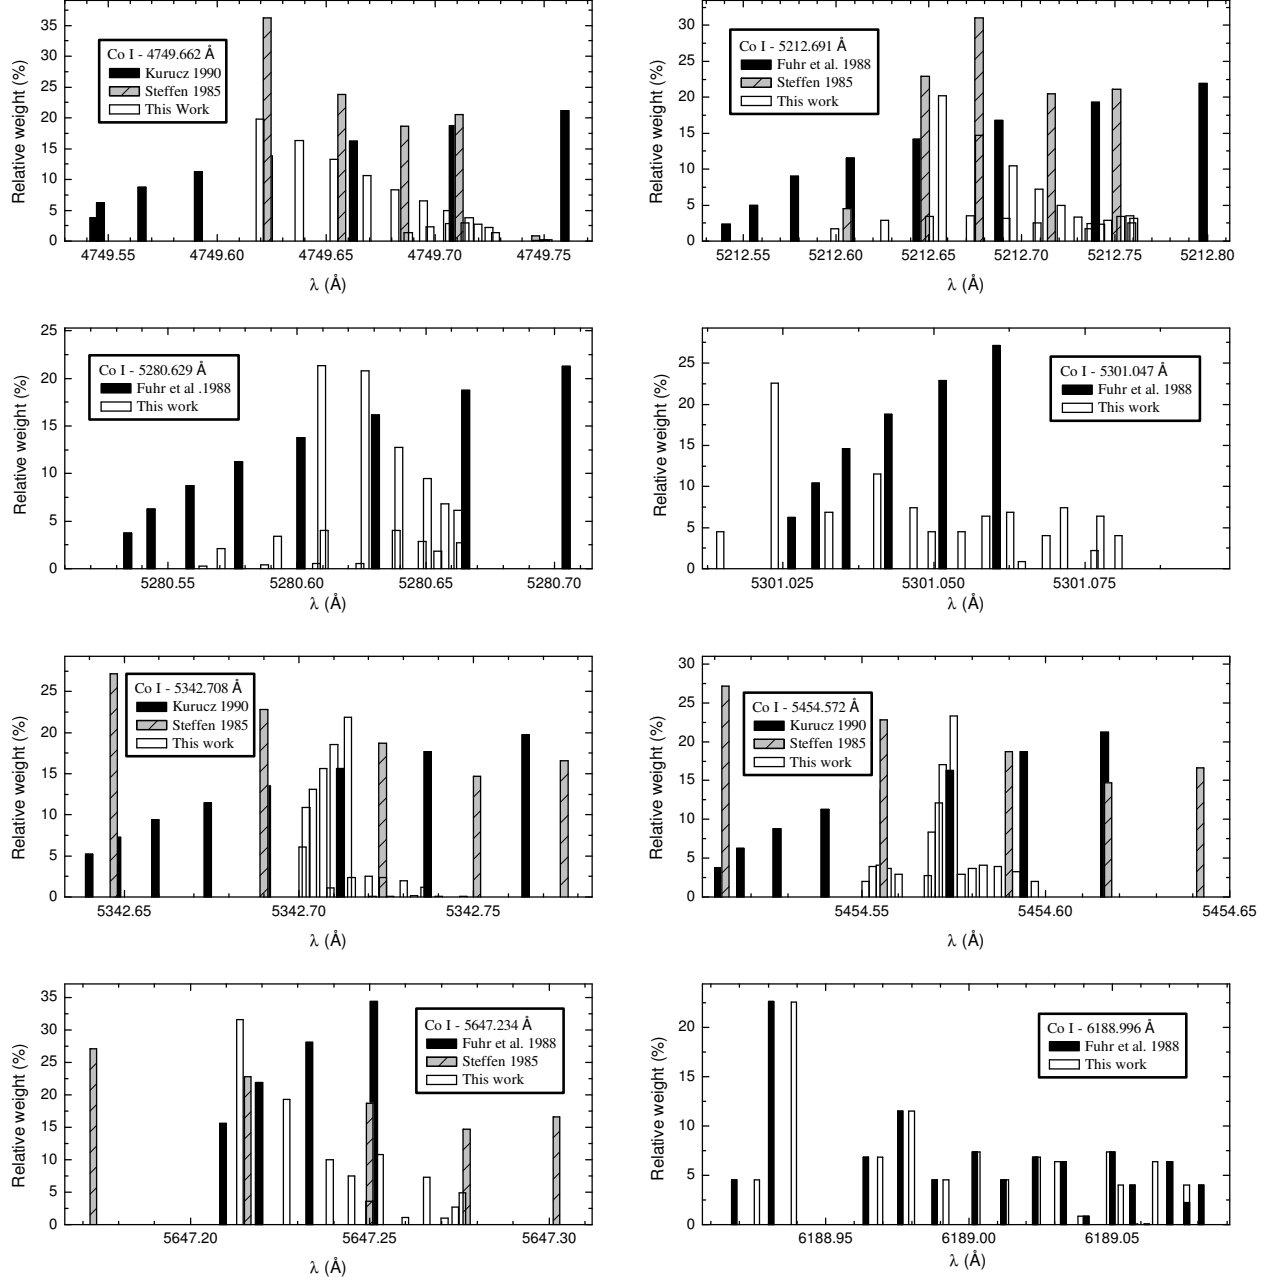 Relative weight (%)
35
30
25
20
15
10
5
0
Co I - 4749.662 Å
Kurucz 1990
Steffen 1985
This Work
4749.55 4749.60 4749.65 4749.70 4749.75
λ (Å)
Relative weight (%)
30
25
20
15
10
5
0
Co I - 5212.691 Å
Fuhr et al. 1988
Steffen 1985
This work
5212.55 5212.60 5212.65 5212.70 5212.75 5212.80
λ (Å)
Relative weight (%)
25
20
15
10
5
0
Co I - 5280.629 Å
Fuhr et al .1988
This work
5280.55 5280.60 5280.65 5280.70
λ (Å)
Relative weight (%)
25
20
15
10
5
0
Co I - 5301.047 Å
Fuhr et al. 1988
This work
5301.025 5301.050 5301.075
λ (Å)
Relative weight (%)
25
20
15
10
5
0
Co I - 5342.708 Å
Kurucz 1990
Steffen 1985
This work
5342.65 5342.70 5342.75
λ (Å)
Relative weight (%)
30
25
20
15
10
5
0
Co I - 5454.572 Å
Kurucz 1990
Steffen 1985
This work
5454.55 5454.60 5454.65
λ (Å)
Relative weight (%)
35
30
25
20
15
10
5
0
Co I - 5647.234 Å
Fuhr et al. 1988
Steffen 1985
This work
5647.20 5647.25 5647.30
λ (Å)
Relative weight (%)
20
15
10
5
0
Co I - 6188.996 Å
Fuhr et al. 1988
This work
6188.95 6189.00 6189.05
λ (Å)